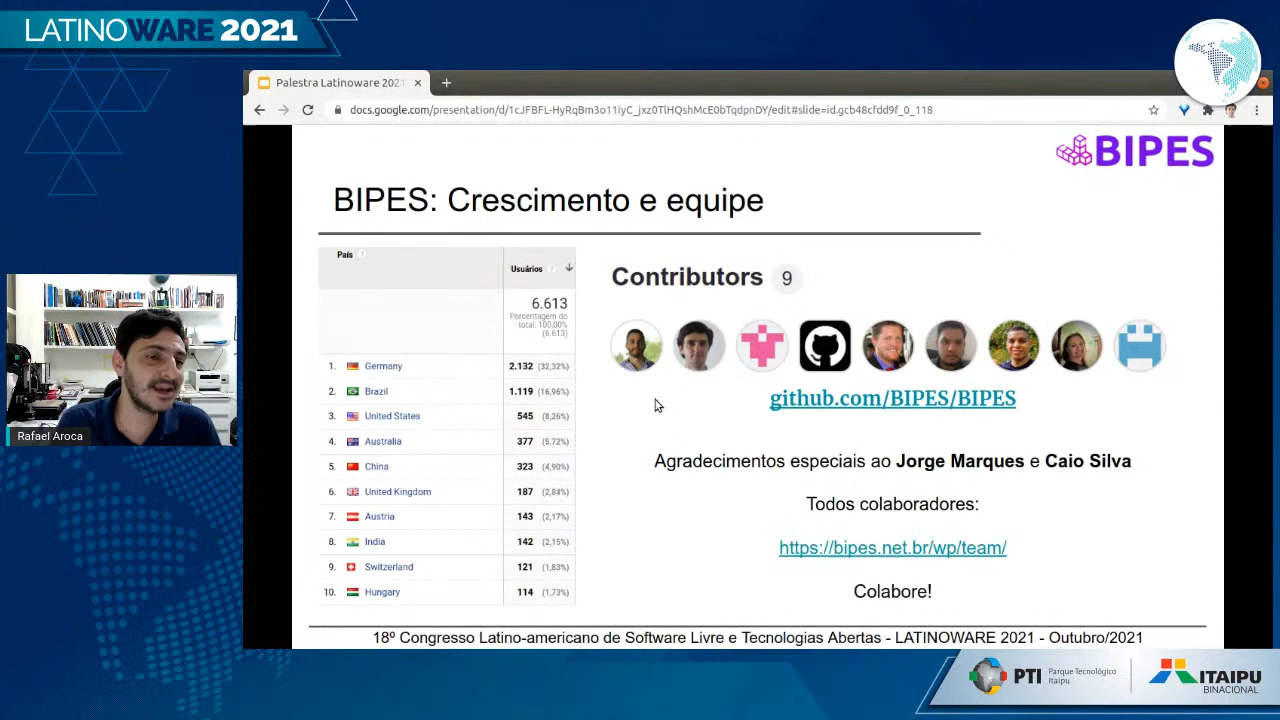 LATINOWARE 2021
Palestra Latinoware 2021
docs.google.com/presentation/d/1cJFBFL-HyRqBm3o11iyC_jxz0TlHQshMcE0bTqdpnDY/edit#slide=id.gcb48cfdd9f_0_118
BIPES
BIPES: Crescimento e equipe
País
Usuários
6.613
Porcentagem do
total: 100,00%
(6.613)
1. Germany 2.132 (32,32%)
2. Brazil 1.119 (16,96%)
3. United States 545 (8,26%)
4. Australia 377 (5,72%)
5. China 323 (4,90%)
6. United Kingdom 187 (2,84%)
7. Austria 143 (2,17%)
8. India 142 (2,15%)
9. Switzerland 121 (1,83%)
10. Hungary 114 (1,73%)
Contributors 9
github.com/BIPES/BIPES
Agradecimentos especiais ao Jorge Marques e Caio Silva
Todos colaboradores:
https://bipes.net.br/wp/team/
Colabore!
18º Congresso Latino-americano de Software Livre e Tecnologias Abertas - LATINOWARE 2021 - Outubro/2021
Rafael Aroca
PTI Parque Tecnológico
Itaipu
ITAIPU
BINACIONAL